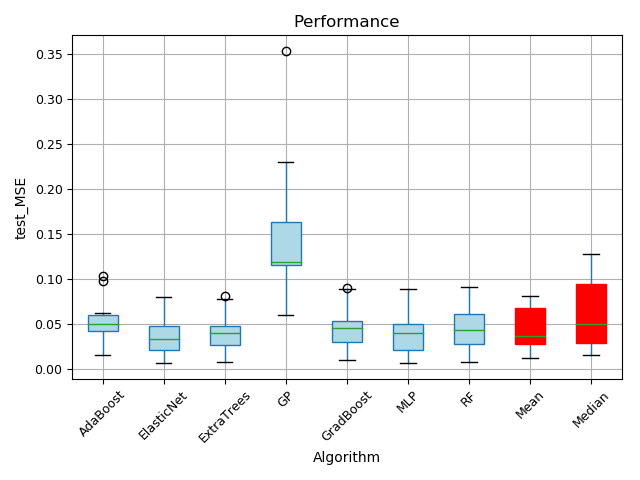 Performance
0.35
0.30
0.25
0.20
0.15
0.10
0.05
0.00
test_MSE
AdaBoost
ElasticNet
ExtraTrees
GP
GradBoost
MLP
RF
Mean
Median
Algorithm